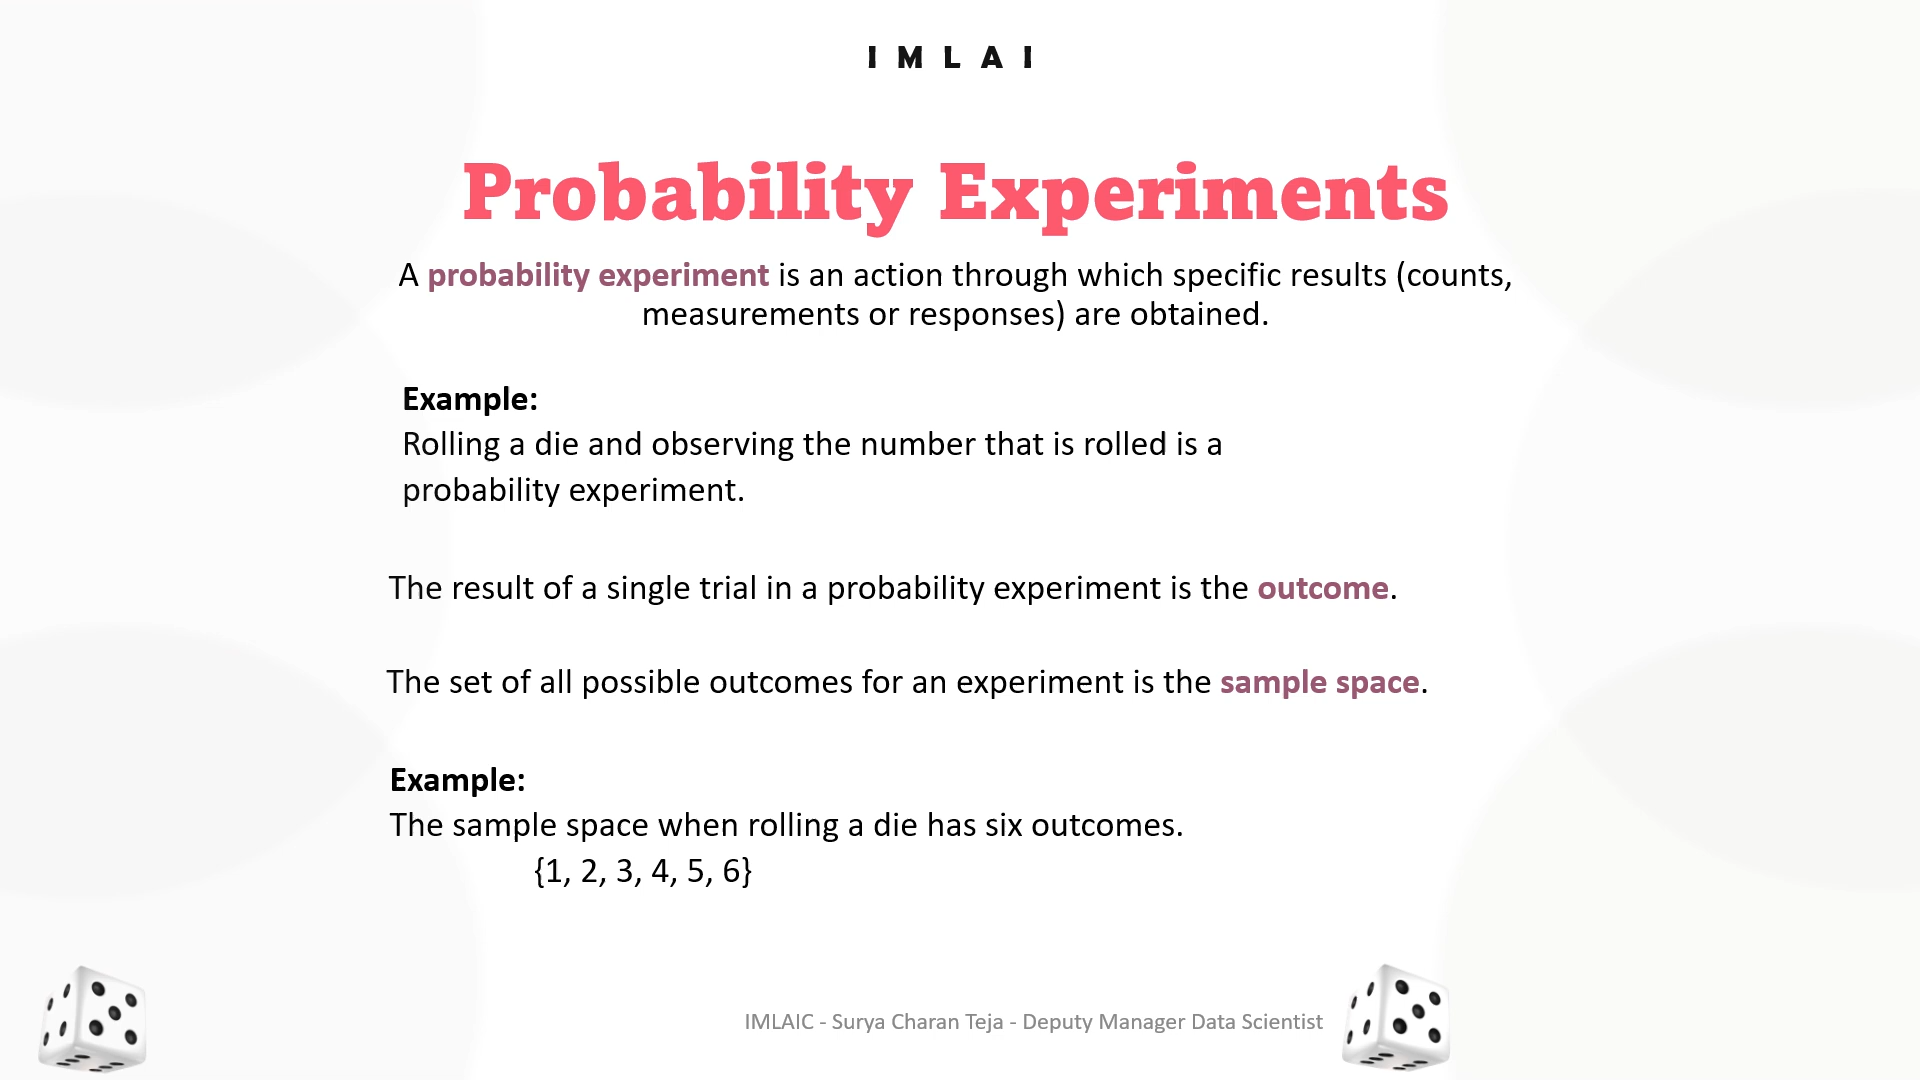 IMLAI
Probability Experiments
A probability experiment is an action through which specific results (counts,
measurements or responses) are obtained.
Example:
Rolling a die and observing the number that is rolled is a
probability experiment.
The result of a single trial in a probability experiment is the outcome.
The set of all possible outcomes for an experiment is the sample space.
Example:
The sample space when rolling a die has six outcomes.
{1, 2, 3, 4, 5, 6}
IMLAIC - Surya Charan Teja - Deputy Manager Data Scientist